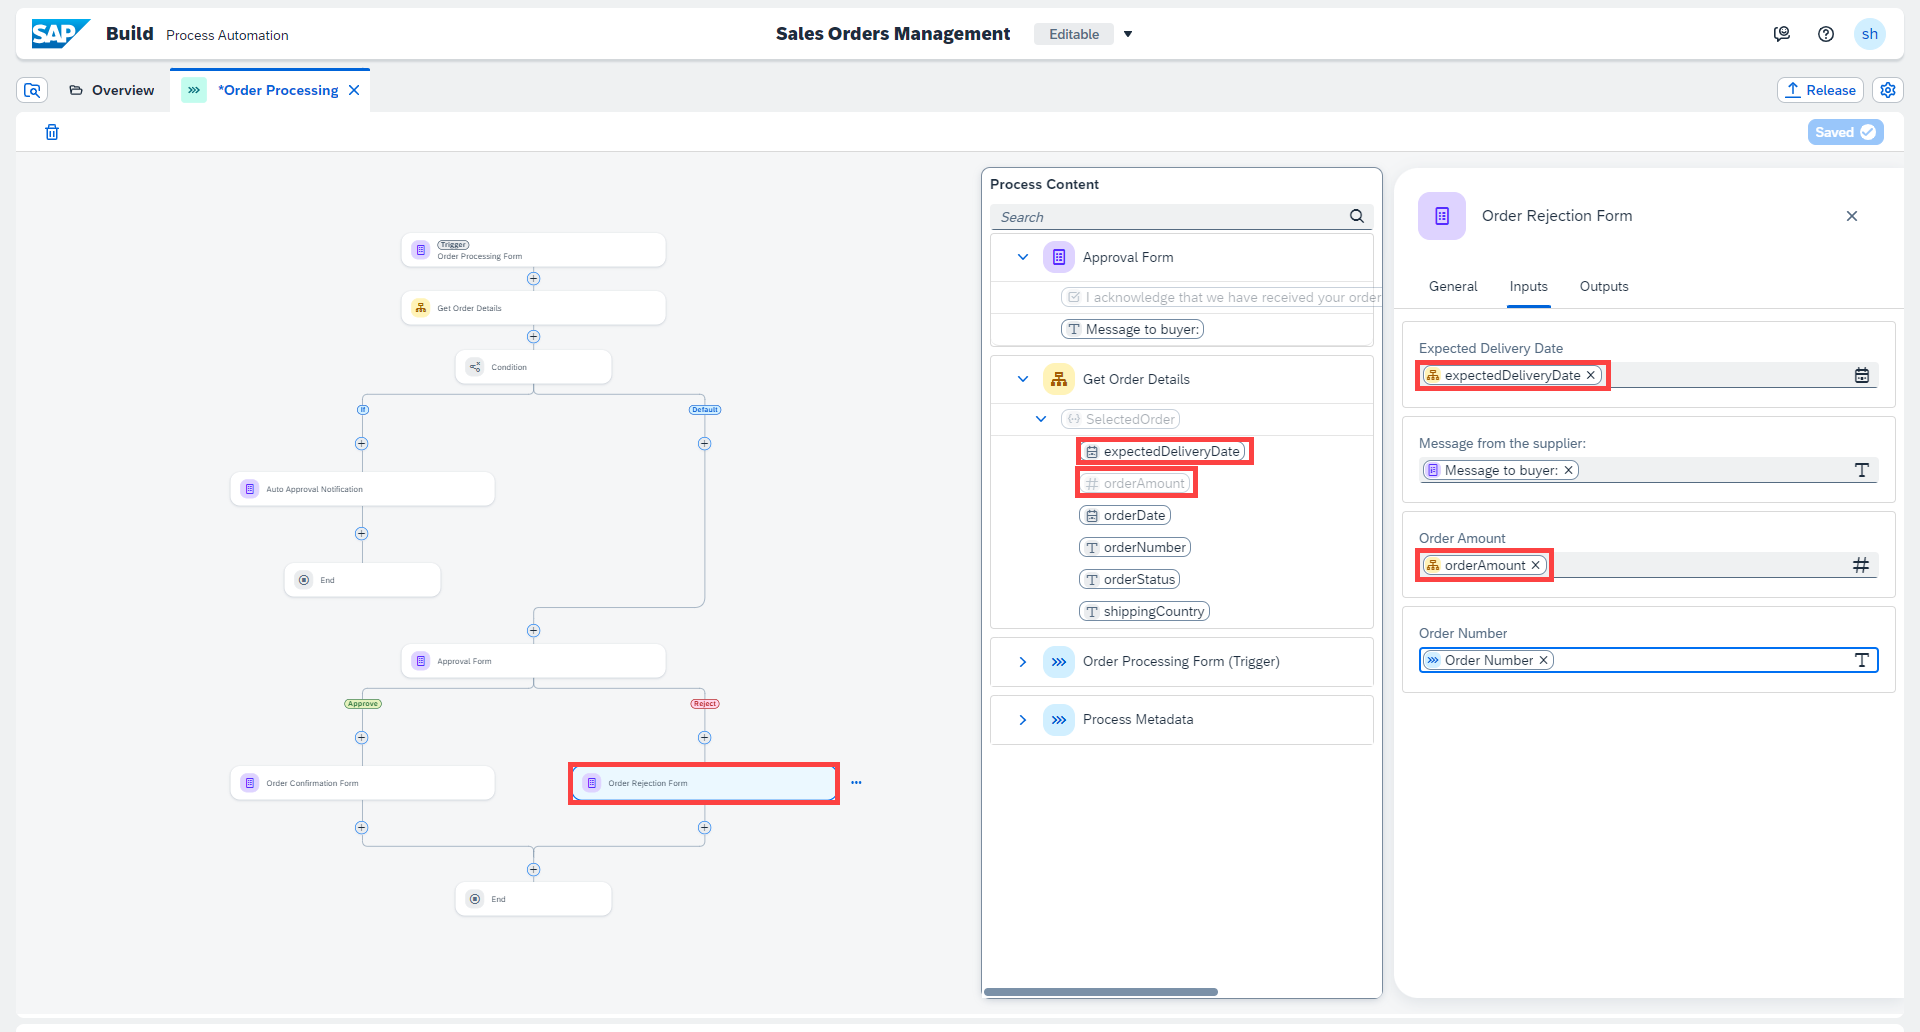 SAP Build Process Automation
Sales Orders Management Editable
sh
Overview
*Order Processing
Release
Saved
Trigger
Order Processing Form
Get Order Details
Condition
If
Default
Auto Approval Notification
End
Approval Form
Approve
Reject
Order Confirmation Form
Order Rejection Form
End
Process Content
Search
Approval Form
I acknowledge that we have received your order
Message to buyer:
Get Order Details
SelectedOrder
expectedDeliveryDate
orderAmount
orderDate
orderNumber
orderStatus
shippingCountry
Order Processing Form (Trigger)
Process Metadata
Order Rejection Form
General Inputs Outputs
Expected Delivery Date
expectedDeliveryDate
Message from the supplier:
Message to buyer:
Order Amount
orderAmount
Order Number
Order Number